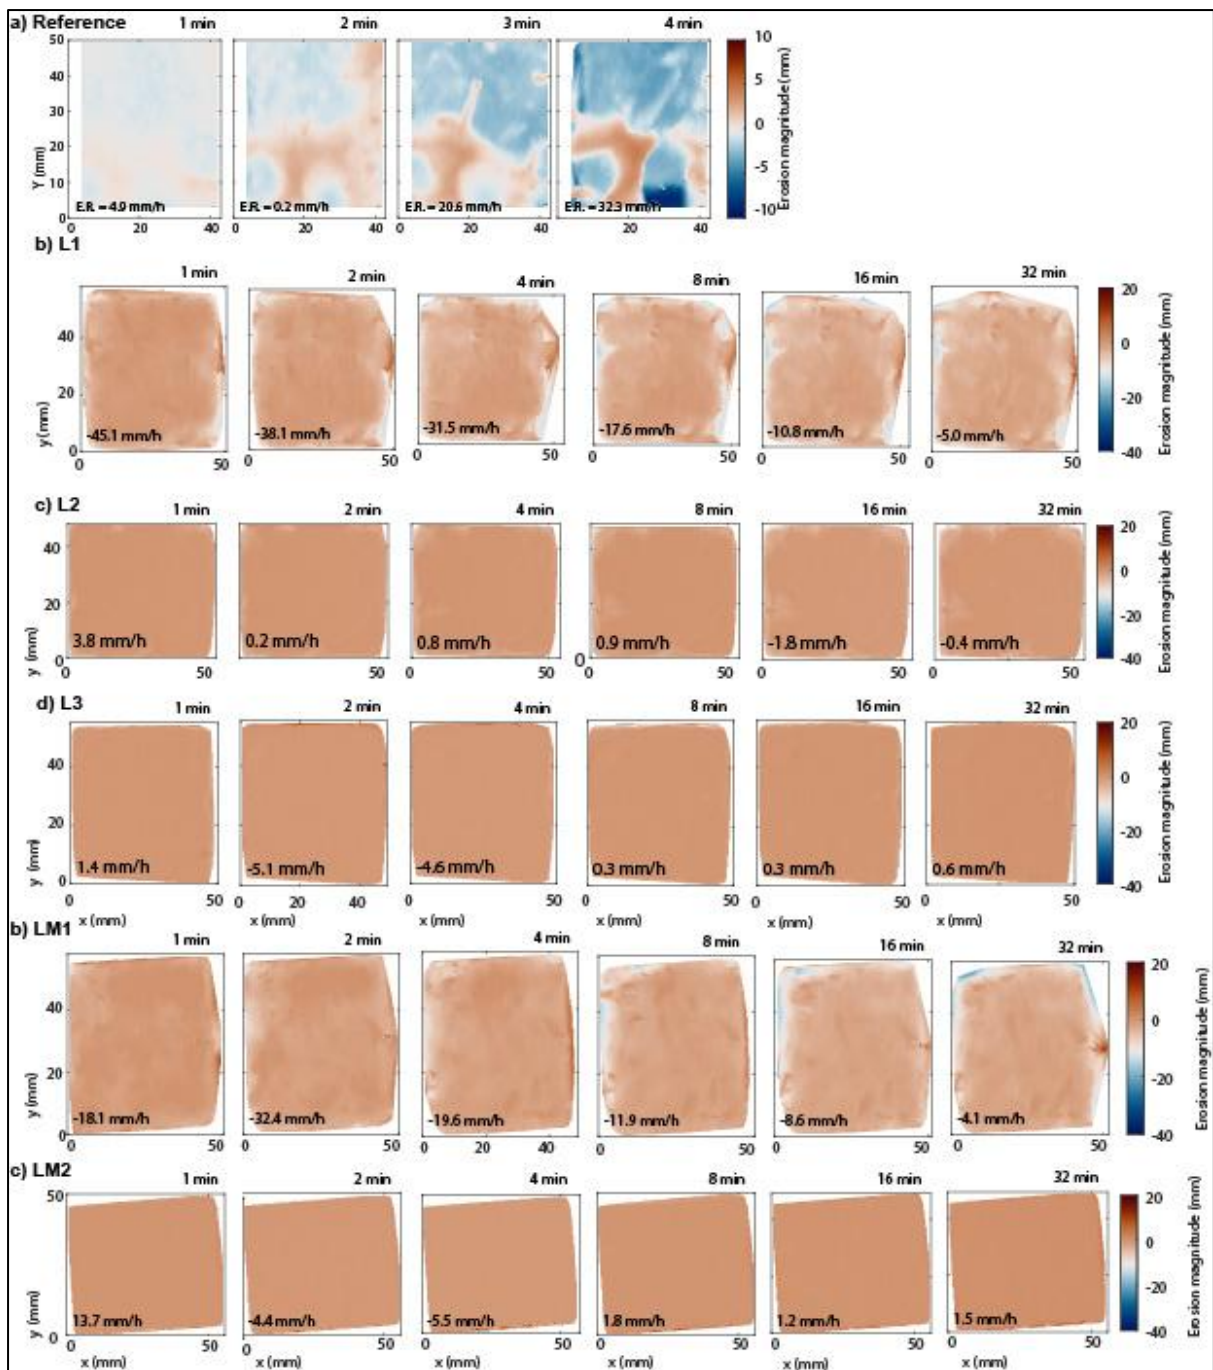 a) Reference 1 min 2 min 3 min 4 min
50 40 30 20 10 0
Y (mm)
E.R. = 4.9 mm/h E.R. = 0.2 mm/h E.R. = 20.6 mm/h E.R. = 32.3 mm/h
0 20 40 0 20 40 0 20 40 0 20 40
10 5 0 -5 -10
Erosion magnitude (mm)
b) L1
1 min 2 min 4 min 8 min 16 min 32 min
40 20 0
y (mm)
-45.1 mm/h -38.1 mm/h -31.5 mm/h -17.6 mm/h -10.8 mm/h -5.0 mm/h
0 50 0 50 0 50 0 50 0 50 0 50
20 0 -20 -40
Erosion magnitude (mm)
c) L2
1 min 2 min 4 min 8 min 16 min 32 min
40 20 0
y (mm)
3.8 mm/h 0.2 mm/h 0.8 mm/h 0.9 mm/h -1.8 mm/h -0.4 mm/h
0
0 50 0 50 0 50 0 50 0 50 0 50
20 0 -20 -40
Erosion magnitude (mm)
d) L3
1 min 2 min 4 min 8 min 16 min 32 min
40 20 0
y (mm)
1.4 mm/h -5.1 mm/h -4.6 mm/h 0.3 mm/h 0.3 mm/h 0.6 mm/h
0 50 0 20 40 0 50 0 50 0 50 0 50
x (mm) x (mm) x (mm) x (mm) x (mm) x (mm)
20 0 -20 -40
Erosion magnitude (mm)
b) LM1
1 min 2 min 4 min 8 min 16 min 32 min
40 20 0
y (mm)
-18.1 mm/h -32.4 mm/h -19.6 mm/h -11.9 mm/h -8.6 mm/h -4.1 mm/h
0 50 0 50 0 20 40 0 50 0 50 0 50
20 0 -20 -40
Erosion magnitude (mm)
c) LM2
1 min 2 min 4 min 8 min 16 min 32 min
50 0
y (mm)
13.7 mm/h -4.4 mm/h -5.5 mm/h 1.8 mm/h 1.2 mm/h 1.5 mm/h
0 50 0 50 0 50 0 50 0 50 0 50
x (mm) x (mm) x (mm) x (mm) x (mm) x (mm)
20 0 -20 -40
Erosion magnitude (mm)